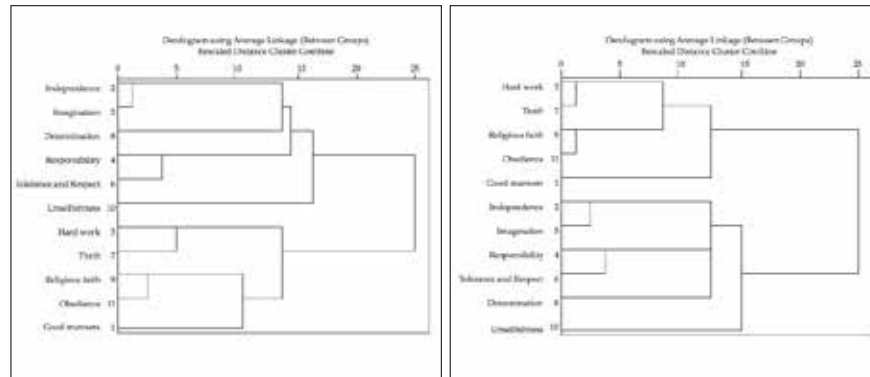 Dendrogram using Average Linkage (Between Groups)
Rescaled Distance Cluster Combine
0 5 10 15 20 25
Independence 2
Imagination 5
Determination 8
Responsibility 4
Tolerance and Respect 6
Unselfishness 10
Hard work 3
Thrift 7
Religious faith 9
Obedience 11
Good manners 1
Dendrogram using Average Linkage (Between Groups)
Rescaled Distance Cluster Combine
0 5 10 15 20 25
Hard work 3
Thrift 7
Religious faith 9
Obedience 11
Good manners 1
Independence 2
Imagination 5
Responsibility 4
Tolerance and Respect 6
Determination 8
Unselfishness 10